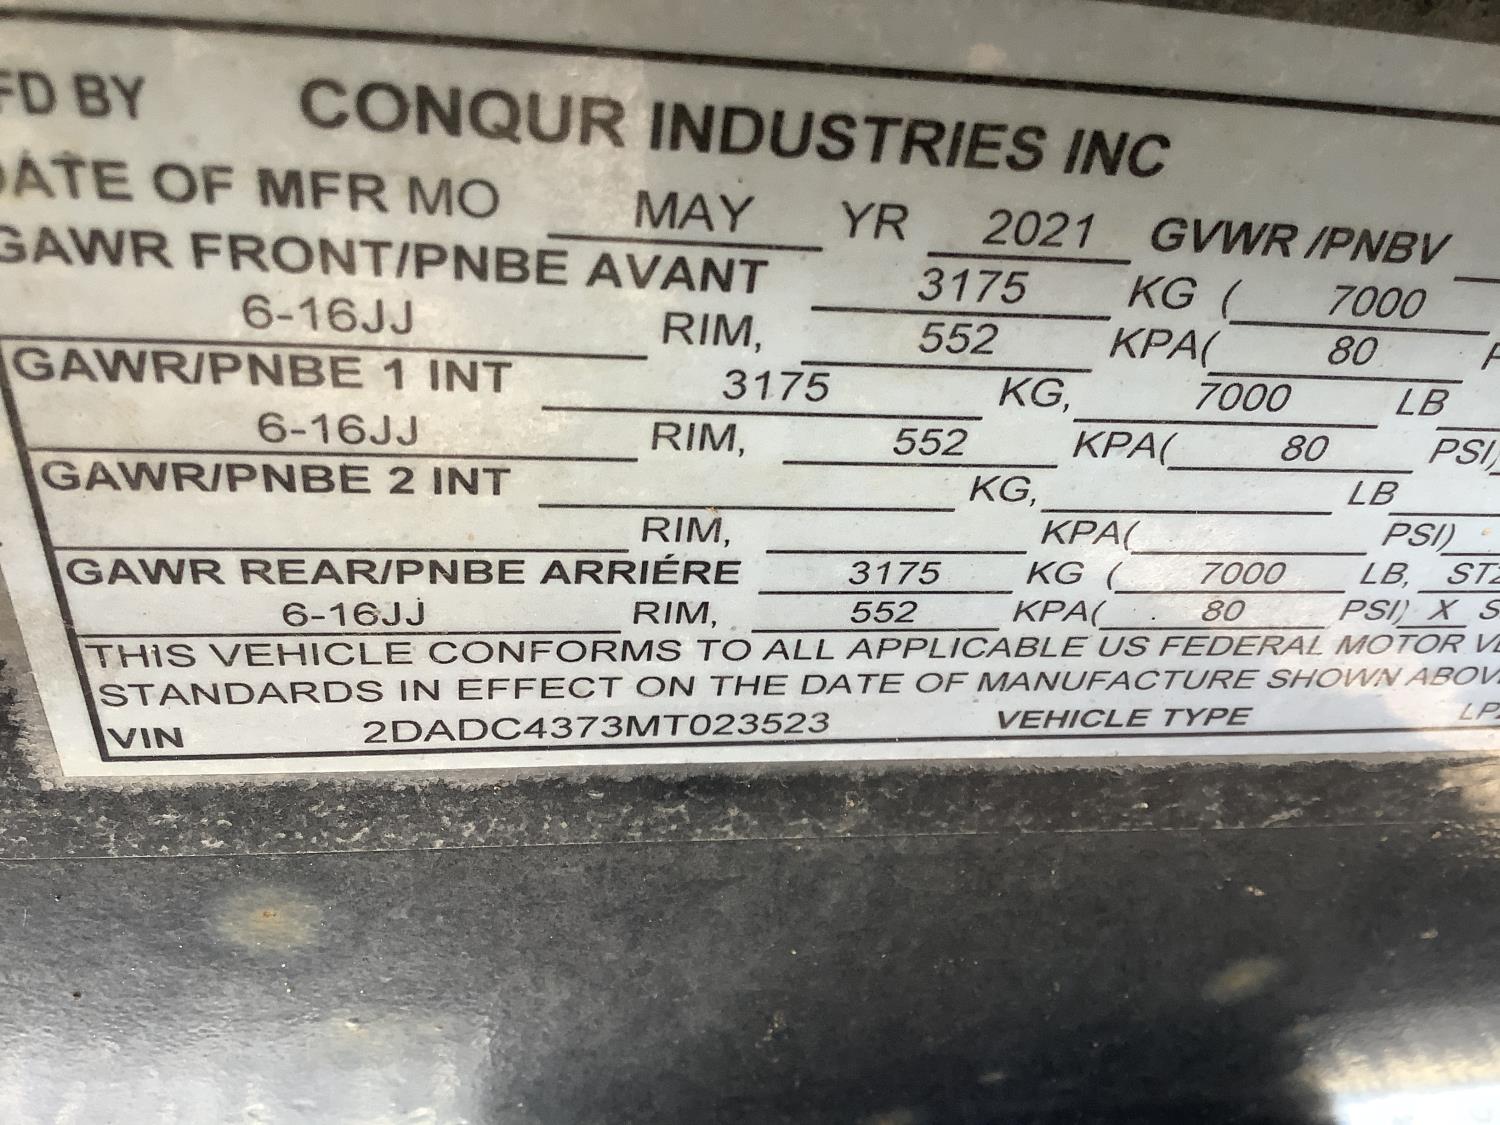 FD BY CONQUR INDUSTRIES INC
DATE OF MFR MO MAY YR 2021 GVWR /PNBV
GAWR FRONT/PNBE AVANT 3175 KG ( 7000
6-16JJ RIM, 552 KPA( 80
GAWR/PNBE 1 INT 3175 KG, 7000 LB
6-16JJ RIM, 552 KPA( 80 PSI)
GAWR/PNBE 2 INT KG, LB
RIM, KPA( PSI)
GAWR REAR/PNBE ARRIÉRE 3175 KG ( 7000 LB,
6-16JJ RIM, 552 KPA( 80 PSI) X
THIS VEHICLE CONFORMS TO ALL APPLICABLE US FEDERAL MOTOR
STANDARDS IN EFFECT ON THE DATE OF MANUFACTURE SHOWN ABOV
VIN 2DADC4373MT023523 VEHICLE TYPE